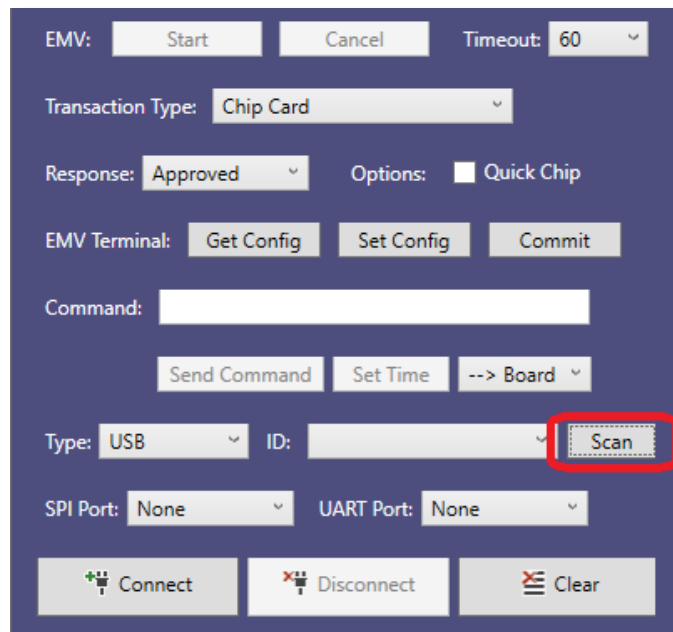 EMV: Start Cancel Timeout: 60
Transaction Type: Chip Card
Response: Approved Options: Quick Chip
EMV Terminal: Get Config Set Config Commit
Command:
Send Command Set Time --> Board
Type: USB ID: Scan
SPI Port: None UART Port: None
Connect Disconnect Clear